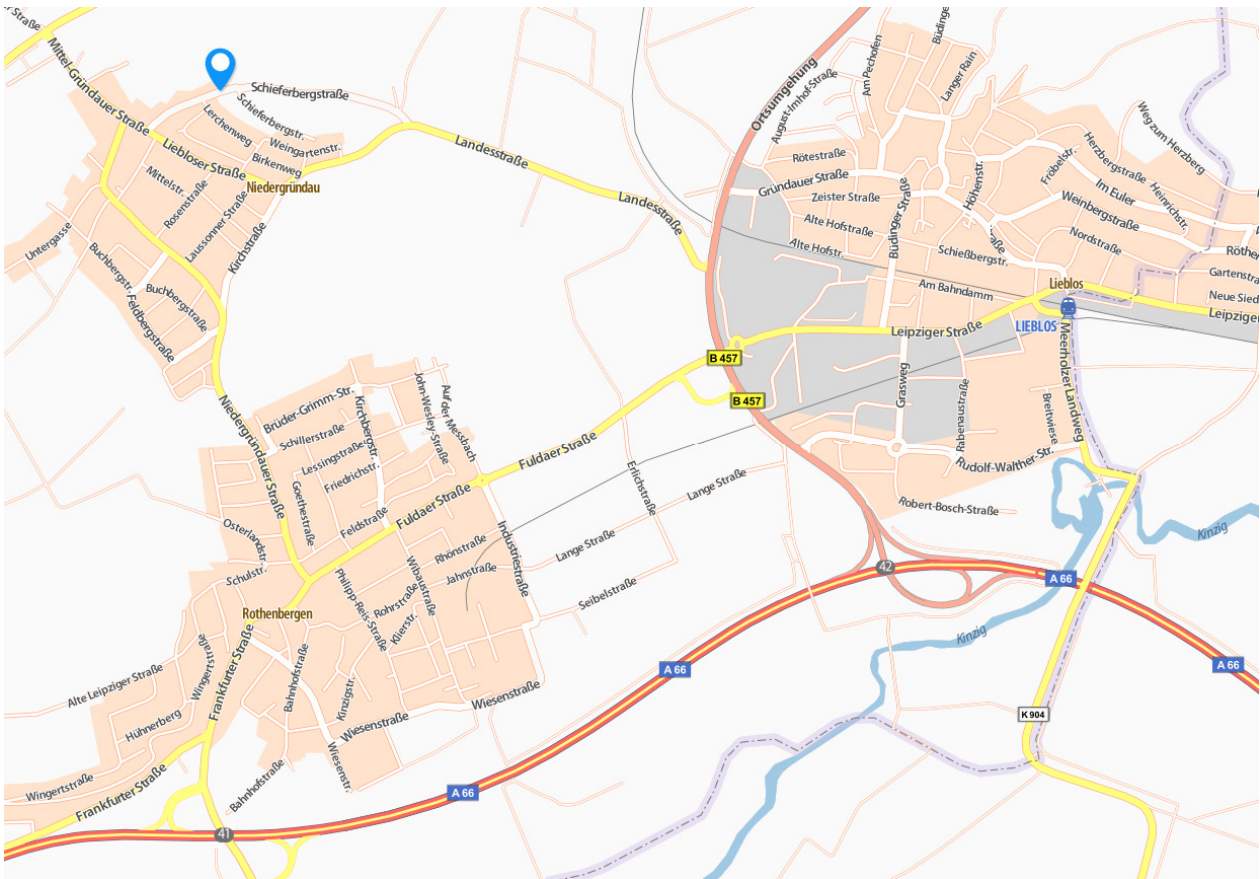 Straße
Mittel-Gründauer Straße
Schieferbergstraße
Schieferbergstr.
Lerchenweg
Weingartenstr.
Birkenweg
Liebloser Straße
Niedergründau
Mittelstr.
Rosenstraße
Laussonner Straße
Kirchstraße
Untergasse
Buchbergstr.
Buchbergstraße
Feldbergstraße
Landesstraße
Landesstraße
Ortsumgehung
August-Imhof-Straße
Am Pechofen
Langer Rain
Rötestraße
Gründauer Straße
Zeister Straße
Alte Hofstraße
Alte Hofstr.
Büdinger Straße
Höhenstr.
Schießbergstr.
Fröbelstr.
Herzbergstraße
Weg zum Herzberg
Im Euler
Heinrichstr.
Weinbergstraße
Nordstraße
Gartenstra
Neue Sied
Am Bahndamm
Lieblos
LIEBLOS
Leipziger Straße
Leipziger
B 457
B 457
Grasweg
Rabenaustraße
Breitwiese
Meerholzer Landweg
Rudolf-Walther-Str.
Robert-Bosch-Straße
Niedergründauer Straße
Brüder-Grimm-Str.
Schillerstraße
Lessingstraße
Friedrichstr.
Goethestraße
Kirchbergstr.
John-Wesley-Straße
Auf der Messbach
Fuldaer Straße
Fuldaer Straße
Feldstraße
Osterlandstr.
Schulstr.
Rothenbergen
Rhönstraße
Jahnstraße
Wibaustraße
Rohrstraße
Philipp-Reis-Straße
Klierstr.
Industriestraße
Lange Straße
Lange Straße
Erlichstraße
Seibelstraße
42
A 66
Kinzig
Kinzig
A 66
A 66
K 904
Alte Leipziger Straße
Wingertstraße
Hühnerberg
Frankfurter Straße
Bahnhofstraße
Kinzigstr.
Wiesenstraße
Wiesenstraße
Wiesenstr.
Wingertstraße
Frankfurter Straße
Bahnhofstraße
A 66
41